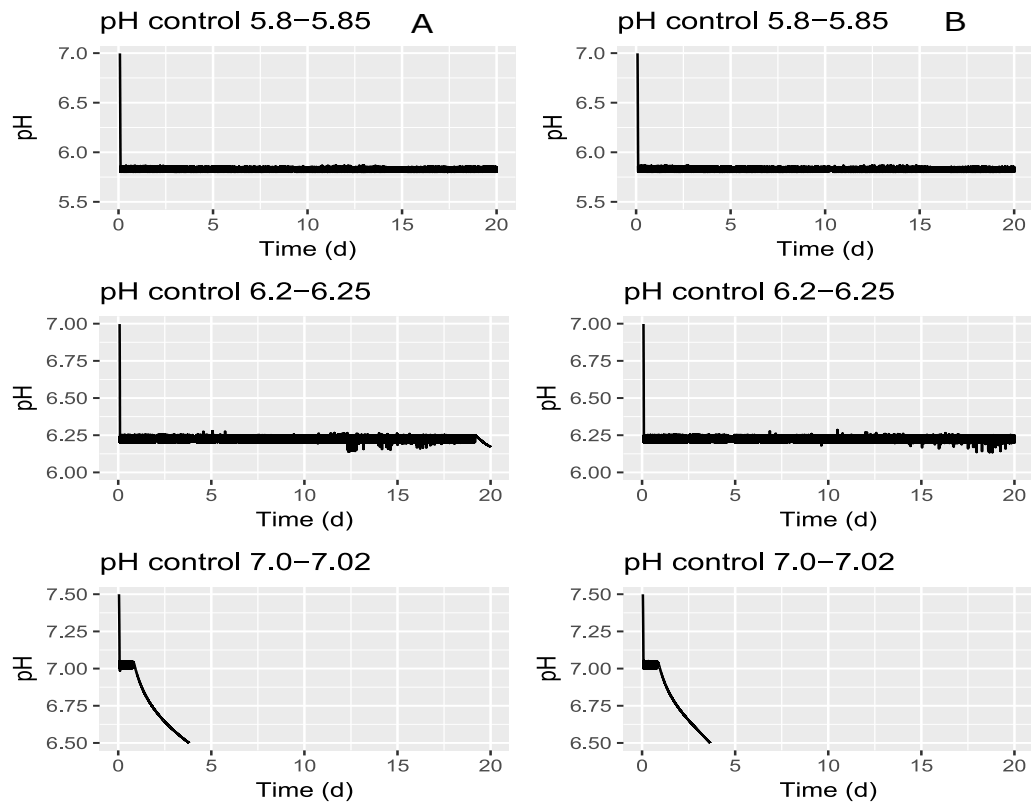 pH control 5.8−5.85 A
7.0
6.5
6.0
5.5
pH
0 5 10 15 20
Time (d)
pH control 5.8−5.85 B
7.0
6.5
6.0
5.5
pH
0 5 10 15 20
Time (d)
pH control 6.2−6.25
7.00
6.75
6.50
6.25
6.00
pH
0 5 10 15 20
Time (d)
pH control 6.2−6.25
7.00
6.75
6.50
6.25
6.00
pH
0 5 10 15 20
Time (d)
pH control 7.0−7.02
7.50
7.25
7.00
6.75
6.50
pH
0 5 10 15 20
Time (d)
pH control 7.0−7.02
7.50
7.25
7.00
6.75
6.50
pH
0 5 10 15 20
Time (d)